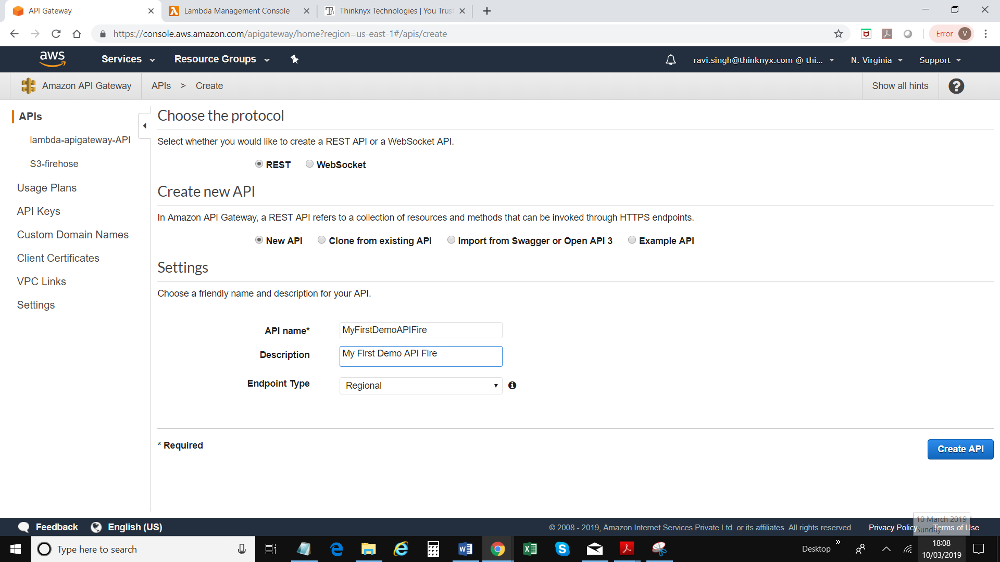 API Gateway
Lambda Management Console
Thinknyx Technologies | You Trus
https://console.aws.amazon.com/apigateway/home?region=us-east-1#/apis/create
Error V
aws Services Resource Groups ravi.singh@thinknyx.com @ thi... N. Virginia Support
Amazon API Gateway APIs > Create Show all hints ?
APIs
lambda-apigateway-API
S3-firehose
Usage Plans
API Keys
Custom Domain Names
Client Certificates
VPC Links
Settings
Choose the protocol
Select whether you would like to create a REST API or a WebSocket API.
REST WebSocket
Create new API
In Amazon API Gateway, a REST API refers to a collection of resources and methods that can be invoked through HTTPS endpoints.
New API Clone from existing API Import from Swagger or Open API 3 Example API
Settings
Choose a friendly name and description for your API.
API name* MyFirstDemoAPIFire
Description My First Demo API Fire
Endpoint Type Regional
* Required
Create API
Feedback English (US) © 2008 - 2019, Amazon Internet Services Private Ltd. or its affiliates. All rights reserved. Privacy Policy Terms of Use
10 March 2019
Sunday
Type here to search
Desktop
18:08
10/03/2019